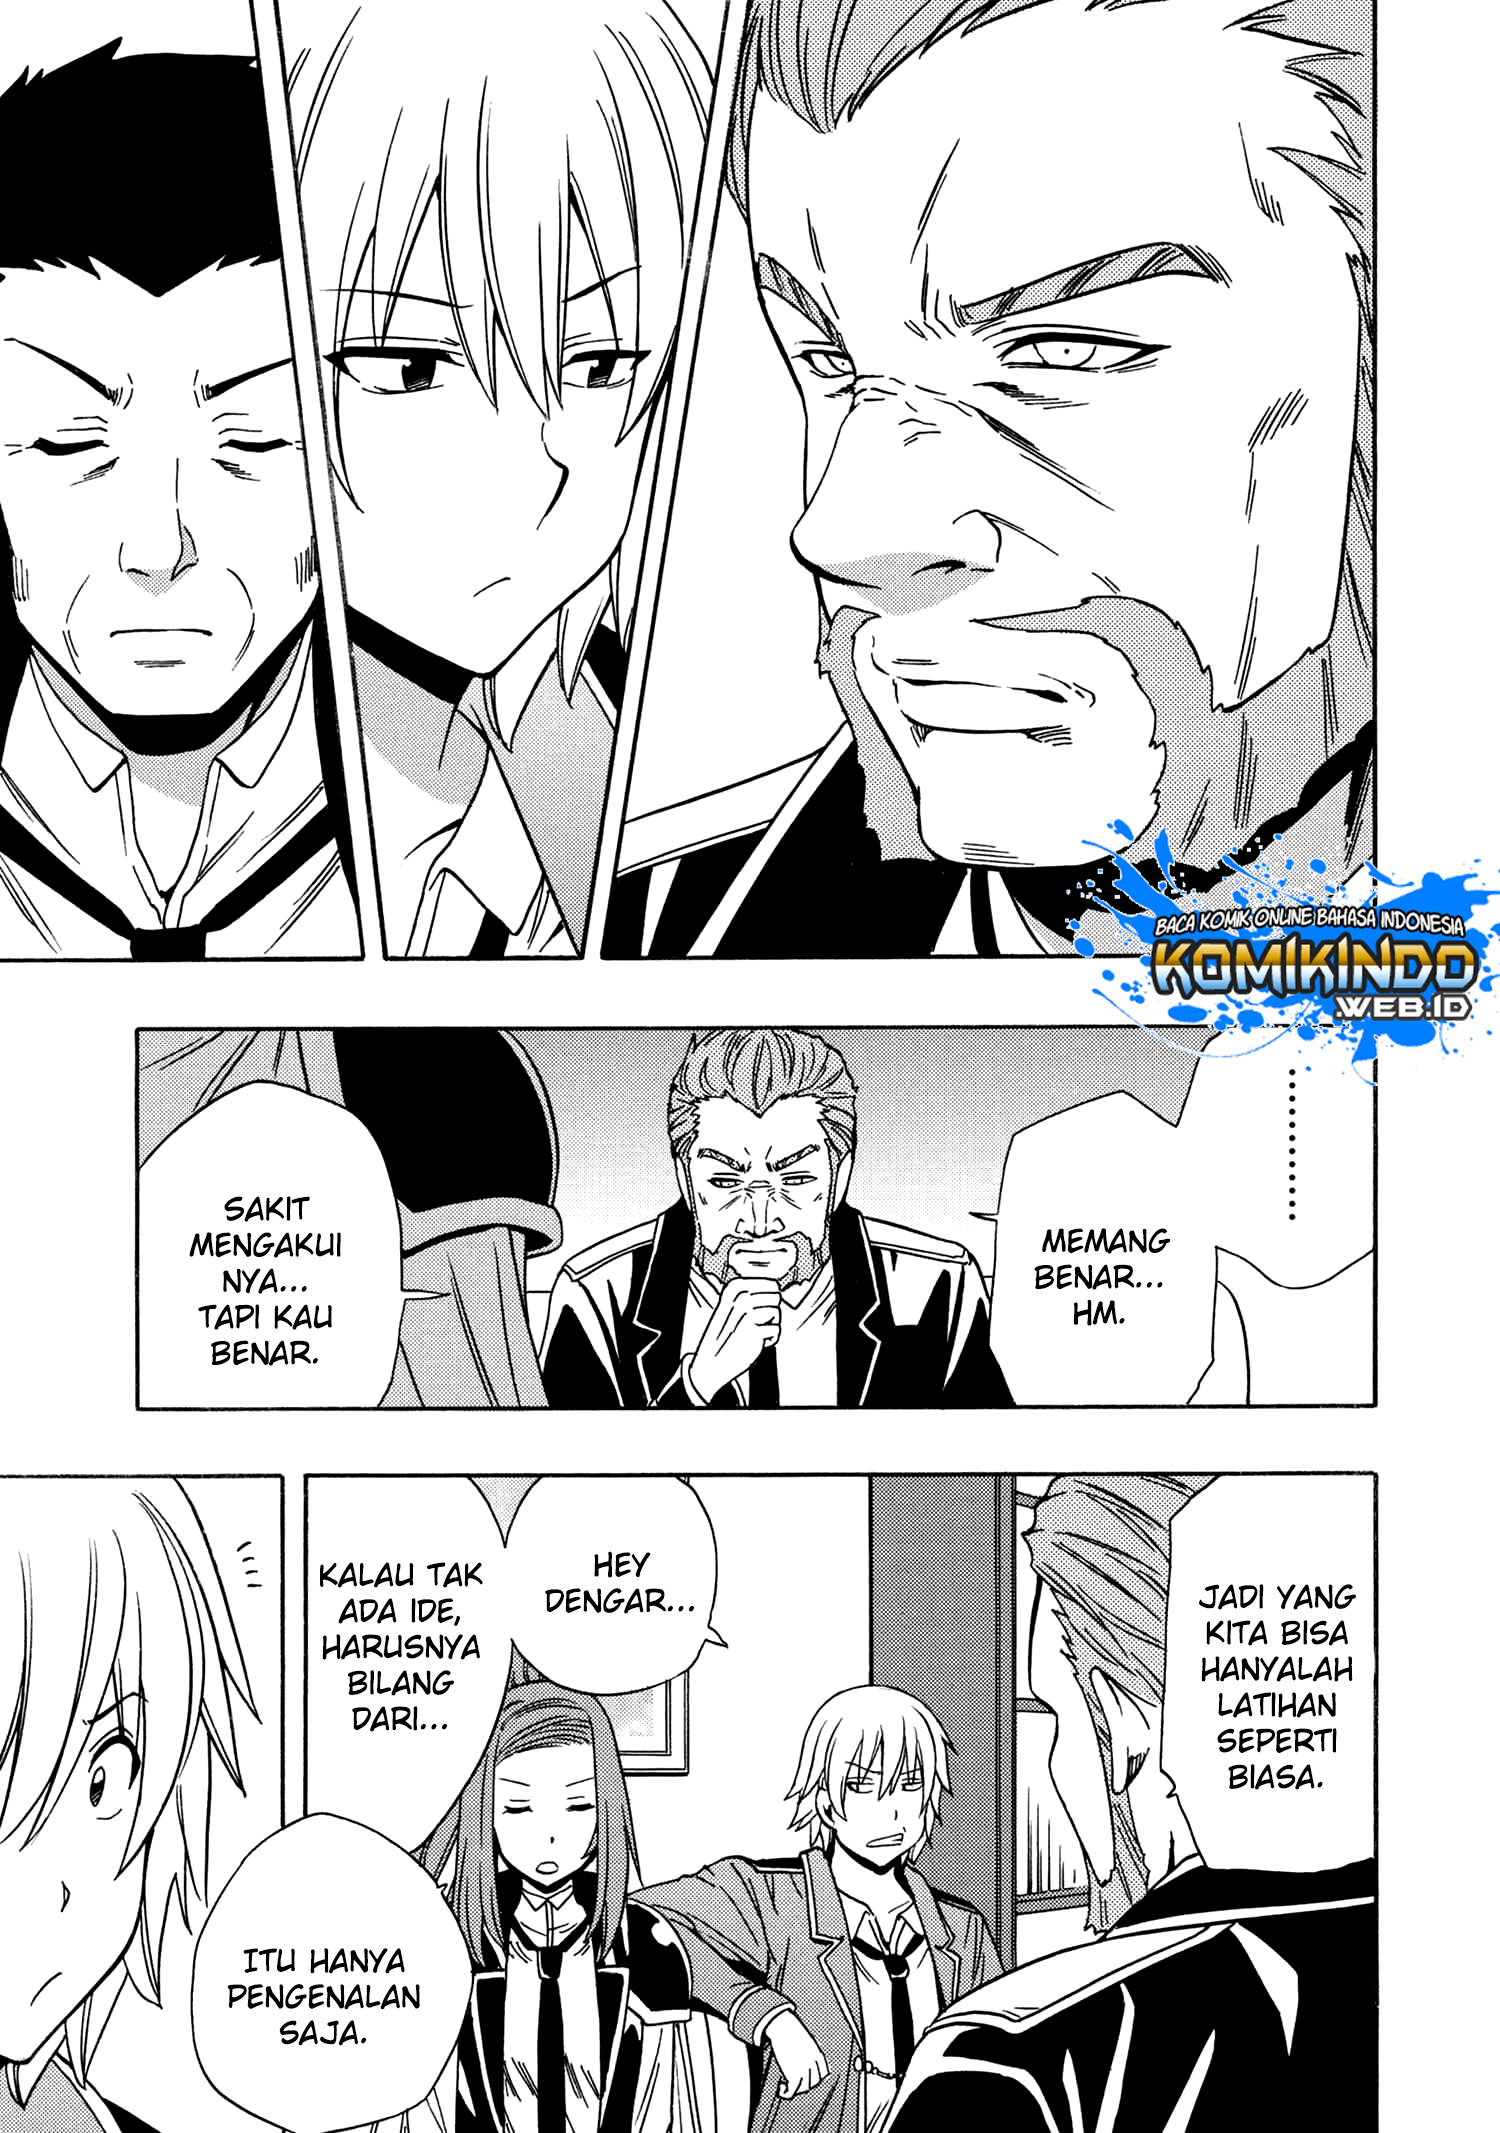 BACA KOMIK ONLINE BAHASA INDONESIA
KOMIKINDO
.WEB.ID
..........
MEMANG
BENAR...
HM.
SAKIT
MENGAKUI
NYA...
TAPI KAU
BENAR.
JADI YANG
KITA BISA
HANYALAH
LATIHAN
SEPERTI
BIASA.
HEY
DENGAR...
KALAU TAK
ADA IDE,
HARUSNYA
BILANG
DARI...
ITU HANYA
PENGENALAN
SAJA.